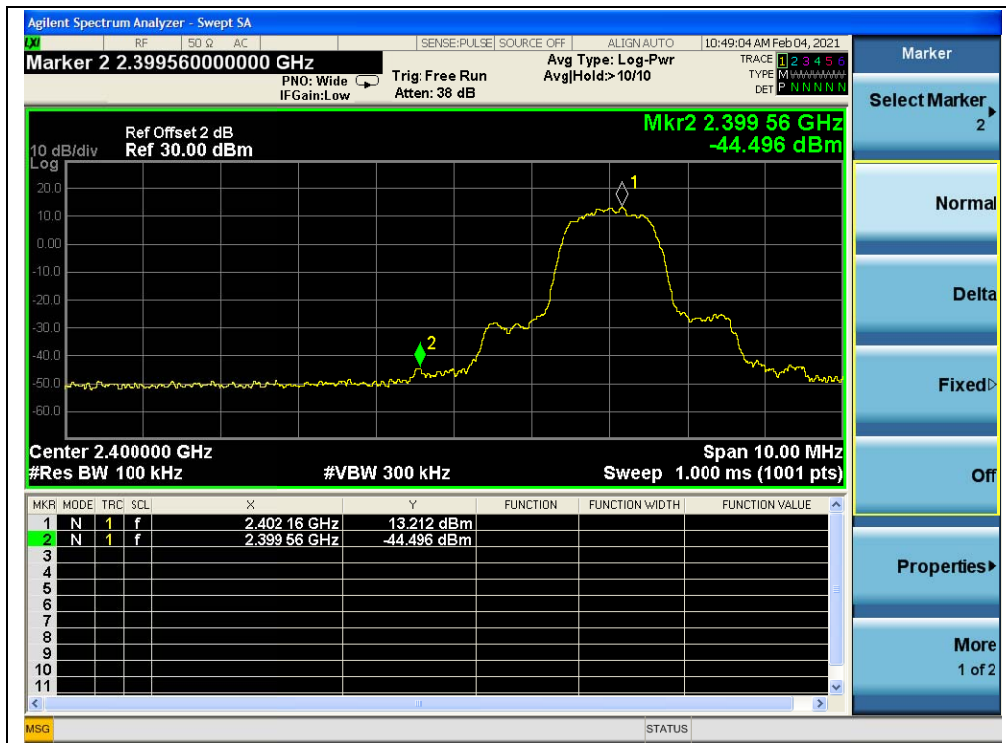 Agilent Spectrum Analyzer - Swept SA
LXI RF 50 Ω AC SENSE:PULSE SOURCE OFF ALIGN AUTO 10:49:04 AM Feb 04, 2021
Marker 2 2.399560000000 GHz
PNO: Wide
IFGain:Low
Trig: Free Run
Atten: 38 dB
Avg Type: Log-Pwr
Avg|Hold:>10/10
TRACE 1 2 3 4 5 6
TYPE M
DET P N N N N N
Mkr2 2.399 56 GHz
-44.496 dBm
Ref Offset 2 dB
10 dB/div Ref 30.00 dBm
Log
20.0
10.0
0.00
-10.0
-20.0
-30.0
-40.0
-50.0
-60.0
1
2
Center 2.400000 GHz Span 10.00 MHz
#Res BW 100 kHz #VBW 300 kHz Sweep 1.000 ms (1001 pts)
MKR MODE TRC SCL X Y FUNCTION FUNCTION WIDTH FUNCTION VALUE
1 N 1 f 2.402 16 GHz 13.212 dBm
2 N 1 f 2.399 56 GHz -44.496 dBm
3
4
5
6
7
8
9
10
11
MSG STATUS
Marker
Select Marker
2
Normal
Delta
Fixed
Off
Properties
More
1 of 2